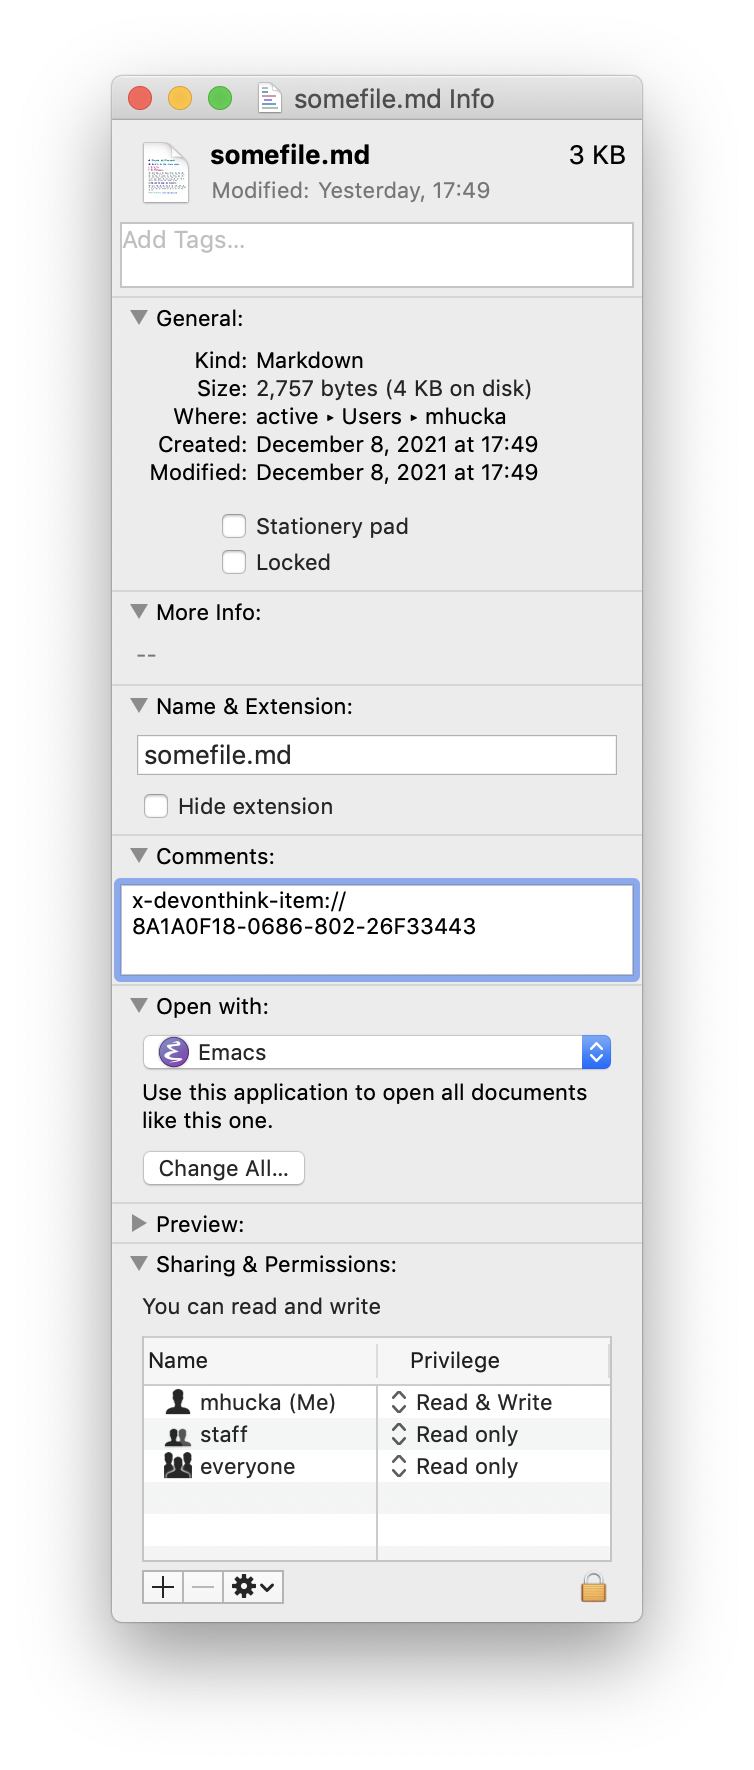 somefile.md Info
somefile.md 3 KB
Modified: Yesterday, 17:49
Add Tags...
General:
Kind: Markdown
Size: 2,757 bytes (4 KB on disk)
Where: active ▸ Users ▸ mhucka
Created: December 8, 2021 at 17:49
Modified: December 8, 2021 at 17:49
Stationery pad
Locked
More Info:
--
Name & Extension:
somefile.md
Hide extension
Comments:
x-devonthink-item://
8A1A0F18-0686-802-26F33443
Open with:
Emacs
Use this application to open all documents
like this one.
Change All...
Preview:
Sharing & Permissions:
You can read and write
Name Privilege
mhucka (Me) Read & Write
staff Read only
everyone Read only